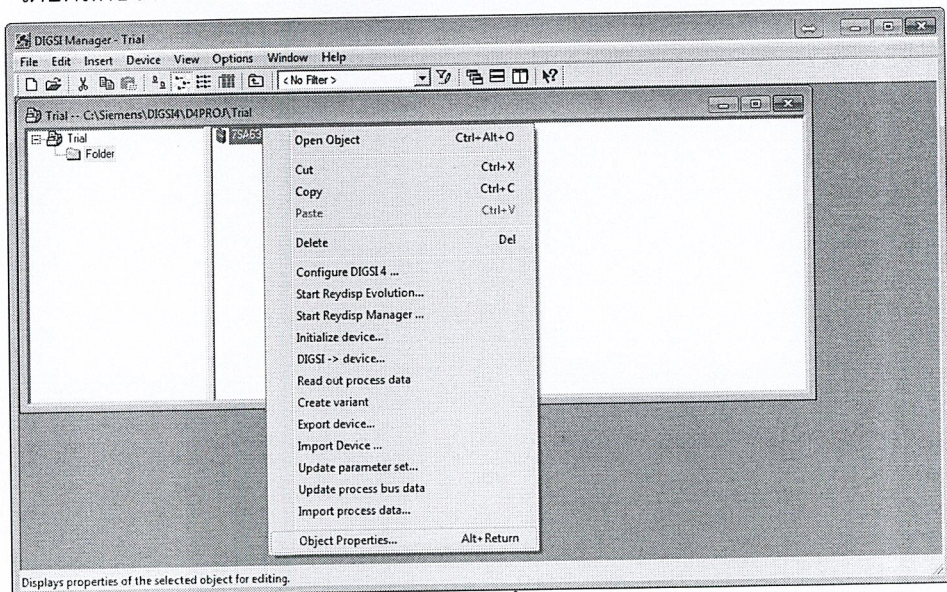 DIGSI Manager - Trial
File Edit Insert Device View Options Window Help
< No Filter >
Trial -- C:\Siemens\DIGSI4\D4PROJ\Trial
Trial
Folder
7SA63
Open Object Ctrl+Alt+O
Cut Ctrl+X
Copy Ctrl+C
Paste Ctrl+V
Delete Del
Configure DIGSI 4 ...
Start Reydisp Evolution...
Start Reydisp Manager ...
Initialize device...
DIGSI -> device...
Read out process data
Create variant
Export device...
Import Device ...
Update parameter set...
Update process bus data
Import process data...
Object Properties... Alt+Return
Displays properties of the selected object for editing.